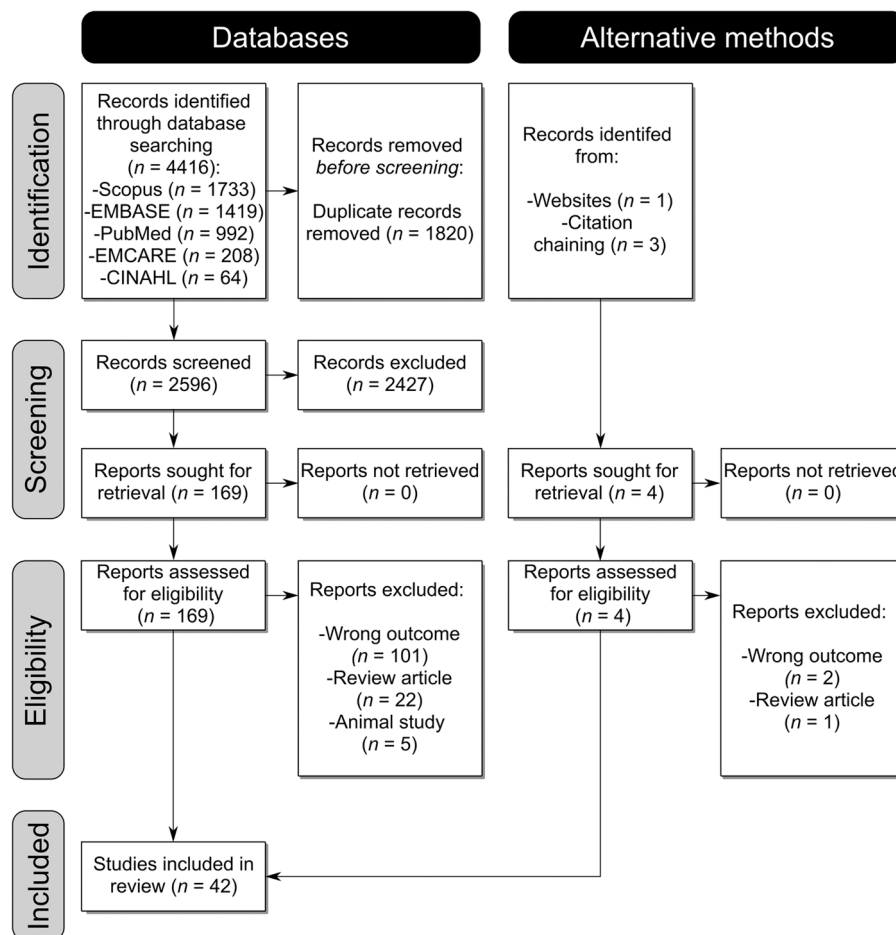 Databases
Alternative methods
Identification
Records identified
through database
searching
(n = 4416):
-Scopus (n = 1733)
-EMBASE (n = 1419)
-PubMed (n = 992)
-EMCARE (n = 208)
-CINAHL (n = 64)
Records removed
before screening:
Duplicate records
removed (n = 1820)
Records identifed
from:
-Websites (n = 1)
-Citation
chaining (n = 3)
Screening
Records screened
(n = 2596)
Records excluded
(n = 2427)
Reports sought for
retrieval (n = 169)
Reports not retrieved
(n = 0)
Reports sought for
retrieval (n = 4)
Reports not retrieved
(n = 0)
Eligibility
Reports assessed
for eligibility
(n = 169)
Reports excluded:
-Wrong outcome
(n = 101)
-Review article
(n = 22)
-Animal study
(n = 5)
Reports assessed
for eligibility
(n = 4)
Reports excluded:
-Wrong outcome
(n = 2)
-Review article
(n = 1)
Included
Studies included in
review (n = 42)